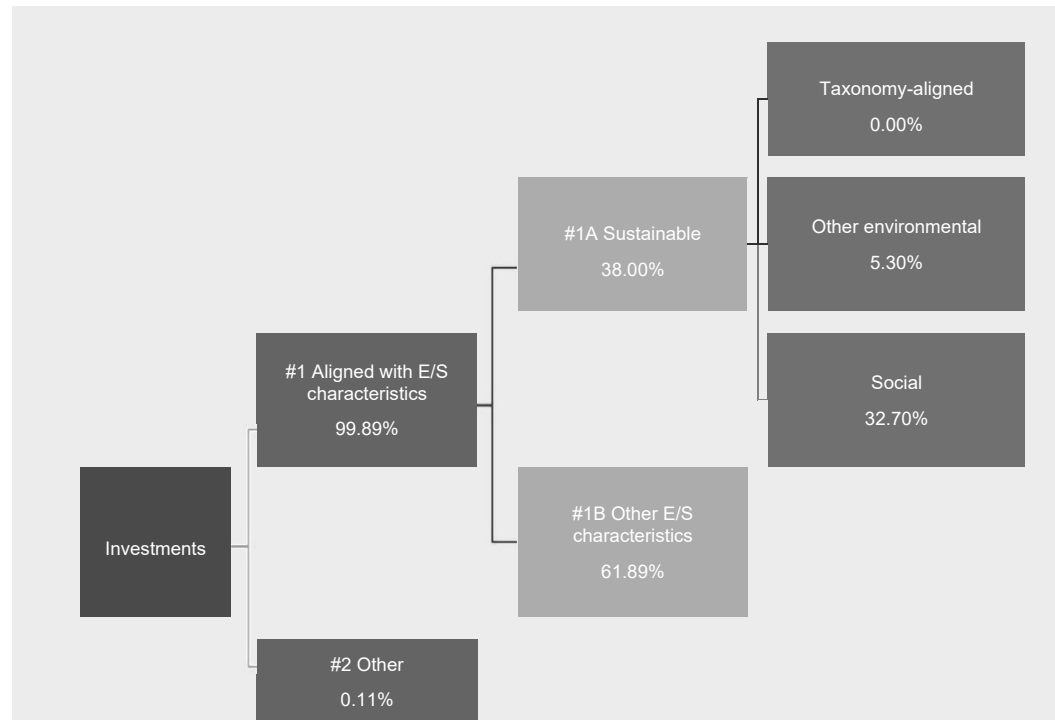 Taxonomy-aligned
0.00%
#1A Sustainable
38.00%
Other environmental
5.30%
#1 Aligned with E/S
characteristics
99.89%
Social
32.70%
Investments
#1B Other E/S
characteristics
61.89%
#2 Other
0.11%